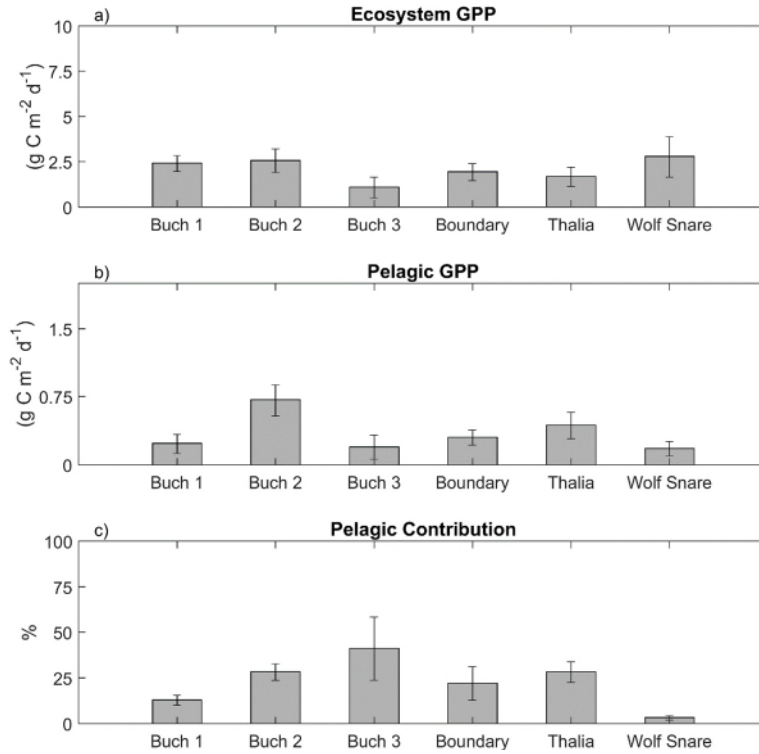 a) Ecosystem GPP
(g C m⁻² d⁻¹)
10
7.5
5
2.5
0
Buch 1 Buch 2 Buch 3 Boundary Thalia Wolf Snare
b) Pelagic GPP
(g C m⁻² d⁻¹)
1.5
0.75
0
Buch 1 Buch 2 Buch 3 Boundary Thalia Wolf Snare
c) Pelagic Contribution
%
100
75
50
25
0
Buch 1 Buch 2 Buch 3 Boundary Thalia Wolf Snare